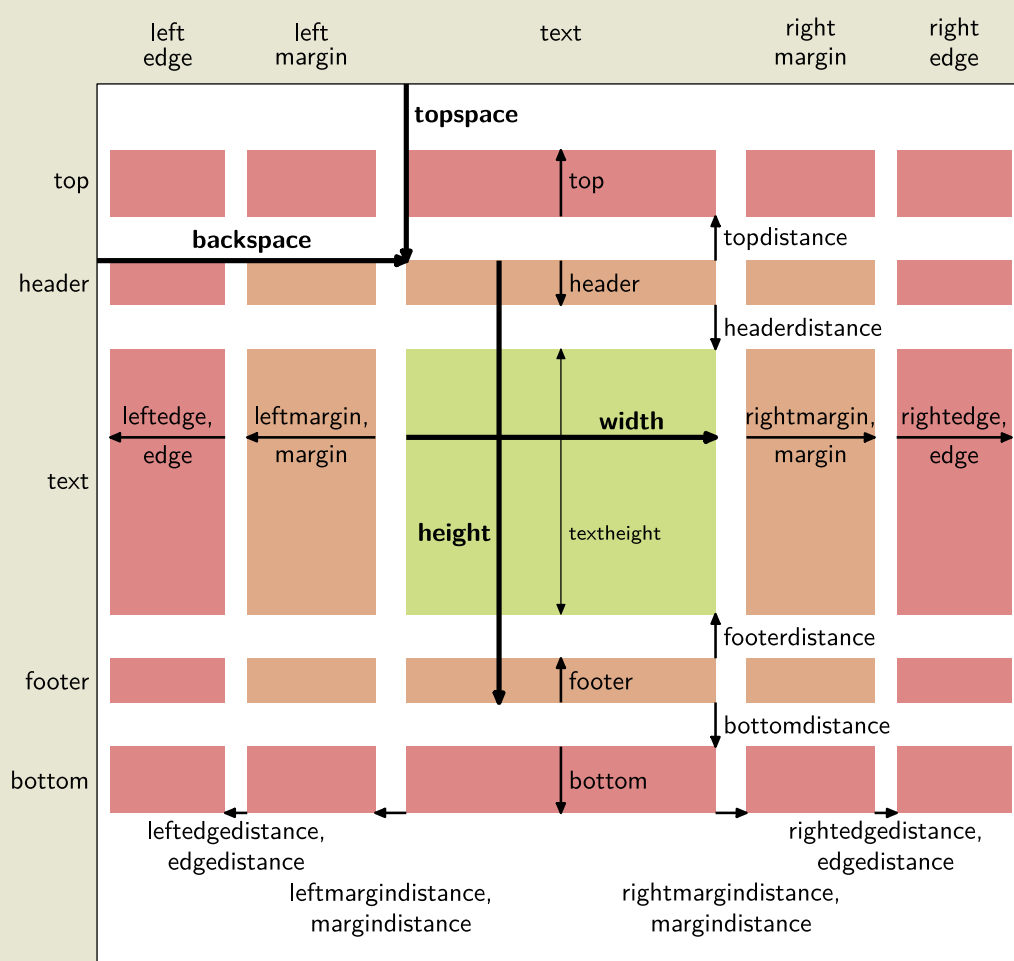 left
edge
left
margin
text
right
margin
right
edge
topspace
top
top
topdistance
backspace
header
header
headerdistance
leftedge,
edge
leftmargin,
margin
width
rightmargin,
margin
rightedge,
edge
text
height
textheight
footerdistance
footer
footer
bottomdistance
bottom
bottom
leftedgedistance,
edgedistance
rightedgedistance,
edgedistance
leftmargindistance,
margindistance
rightmargindistance,
margindistance